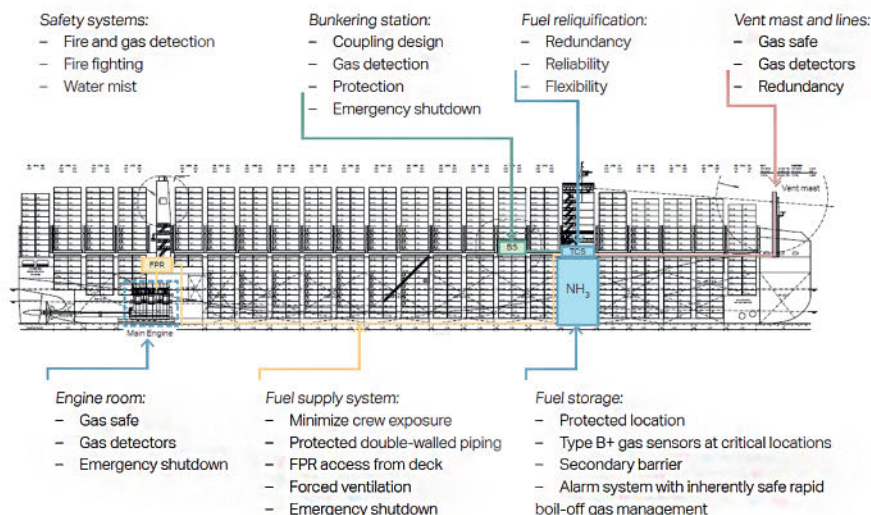 Safety systems:
– Fire and gas detection
– Fire fighting
– Water mist
Bunkering station:
– Coupling design
– Gas detection
– Protection
– Emergency shutdown
Fuel reliquification:
– Redundancy
– Reliability
– Flexibility
Vent mast and lines:
– Gas safe
– Gas detectors
– Redundancy
Vent mast
BS
TCS
FPR
NH3
Main Engine
Engine room:
– Gas safe
– Gas detectors
– Emergency shutdown
Fuel supply system:
– Minimize crew exposure
– Protected double-walled piping
– FPR access from deck
– Forced ventilation
– Emergency shutdown
Fuel storage:
– Protected location
– Type B+ gas sensors at critical locations
– Secondary barrier
– Alarm system with inherently safe rapid
boil-off gas management